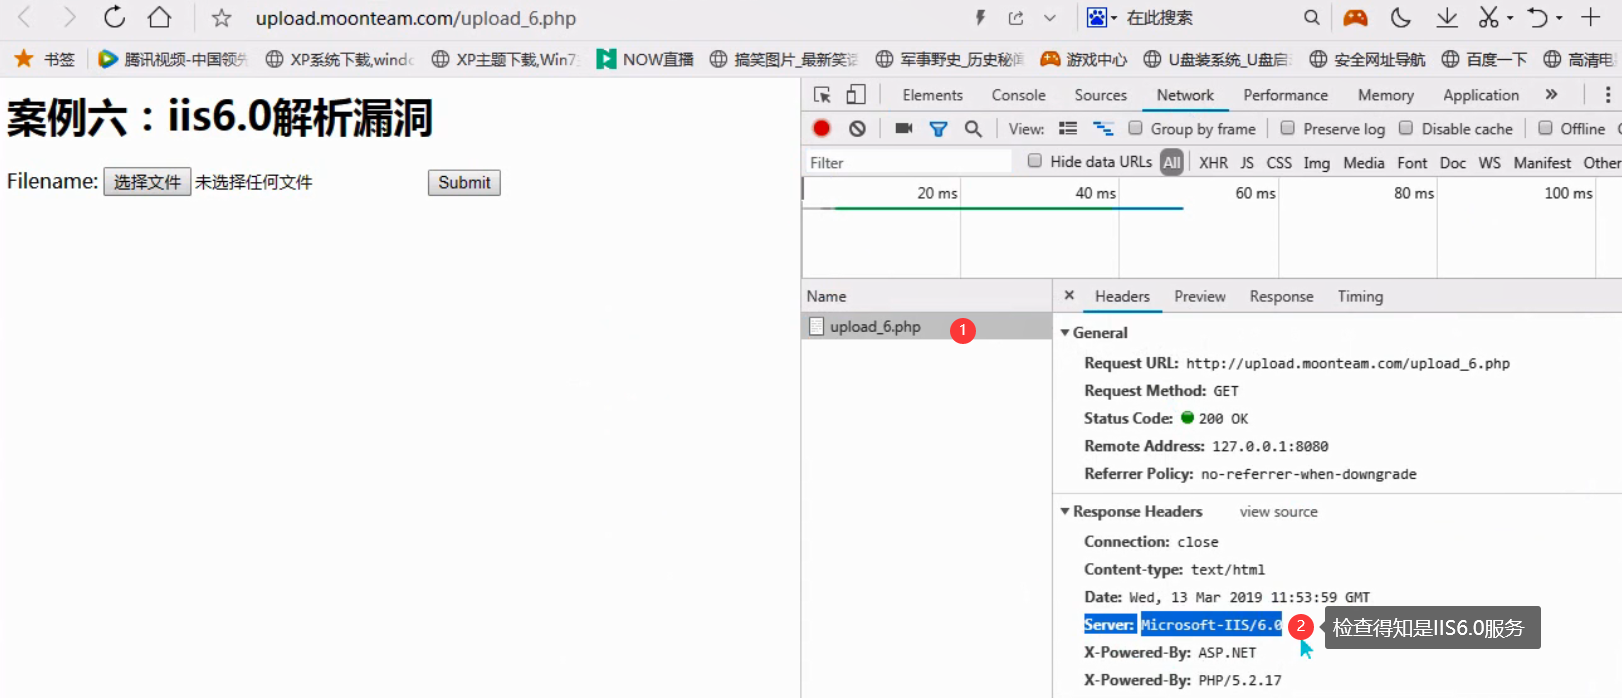 upload.moonteam.com/upload_6.php
在此搜索
书签 腾讯视频-中国领先 XP系统下载,windo XP主题下载,Win7 NOW直播 搞笑图片_最新笑话 军事野史_历史秘闻 游戏中心 U盘装系统_U盘启 安全网址导航 百度一下 高清电
案例六：iis6.0解析漏洞
Filename: 选择文件 未选择任何文件 Submit
Elements Console Sources Network Performance Memory Application »
View: Group by frame Preserve log Disable cache Offline
Filter Hide data URLs All XHR JS CSS Img Media Font Doc WS Manifest Other
20 ms 40 ms 60 ms 80 ms 100 ms
Name
upload_6.php 1
× Headers Preview Response Timing
General
Request URL: http://upload.moonteam.com/upload_6.php
Request Method: GET
Status Code: 200 OK
Remote Address: 127.0.0.1:8080
Referrer Policy: no-referrer-when-downgrade
Response Headers view source
Connection: close
Content-type: text/html
Date: Wed, 13 Mar 2019 11:53:59 GMT
Server: Microsoft-IIS/6.0 2 检查得知是IIS6.0服务
X-Powered-By: ASP.NET
X-Powered-By: PHP/5.2.17